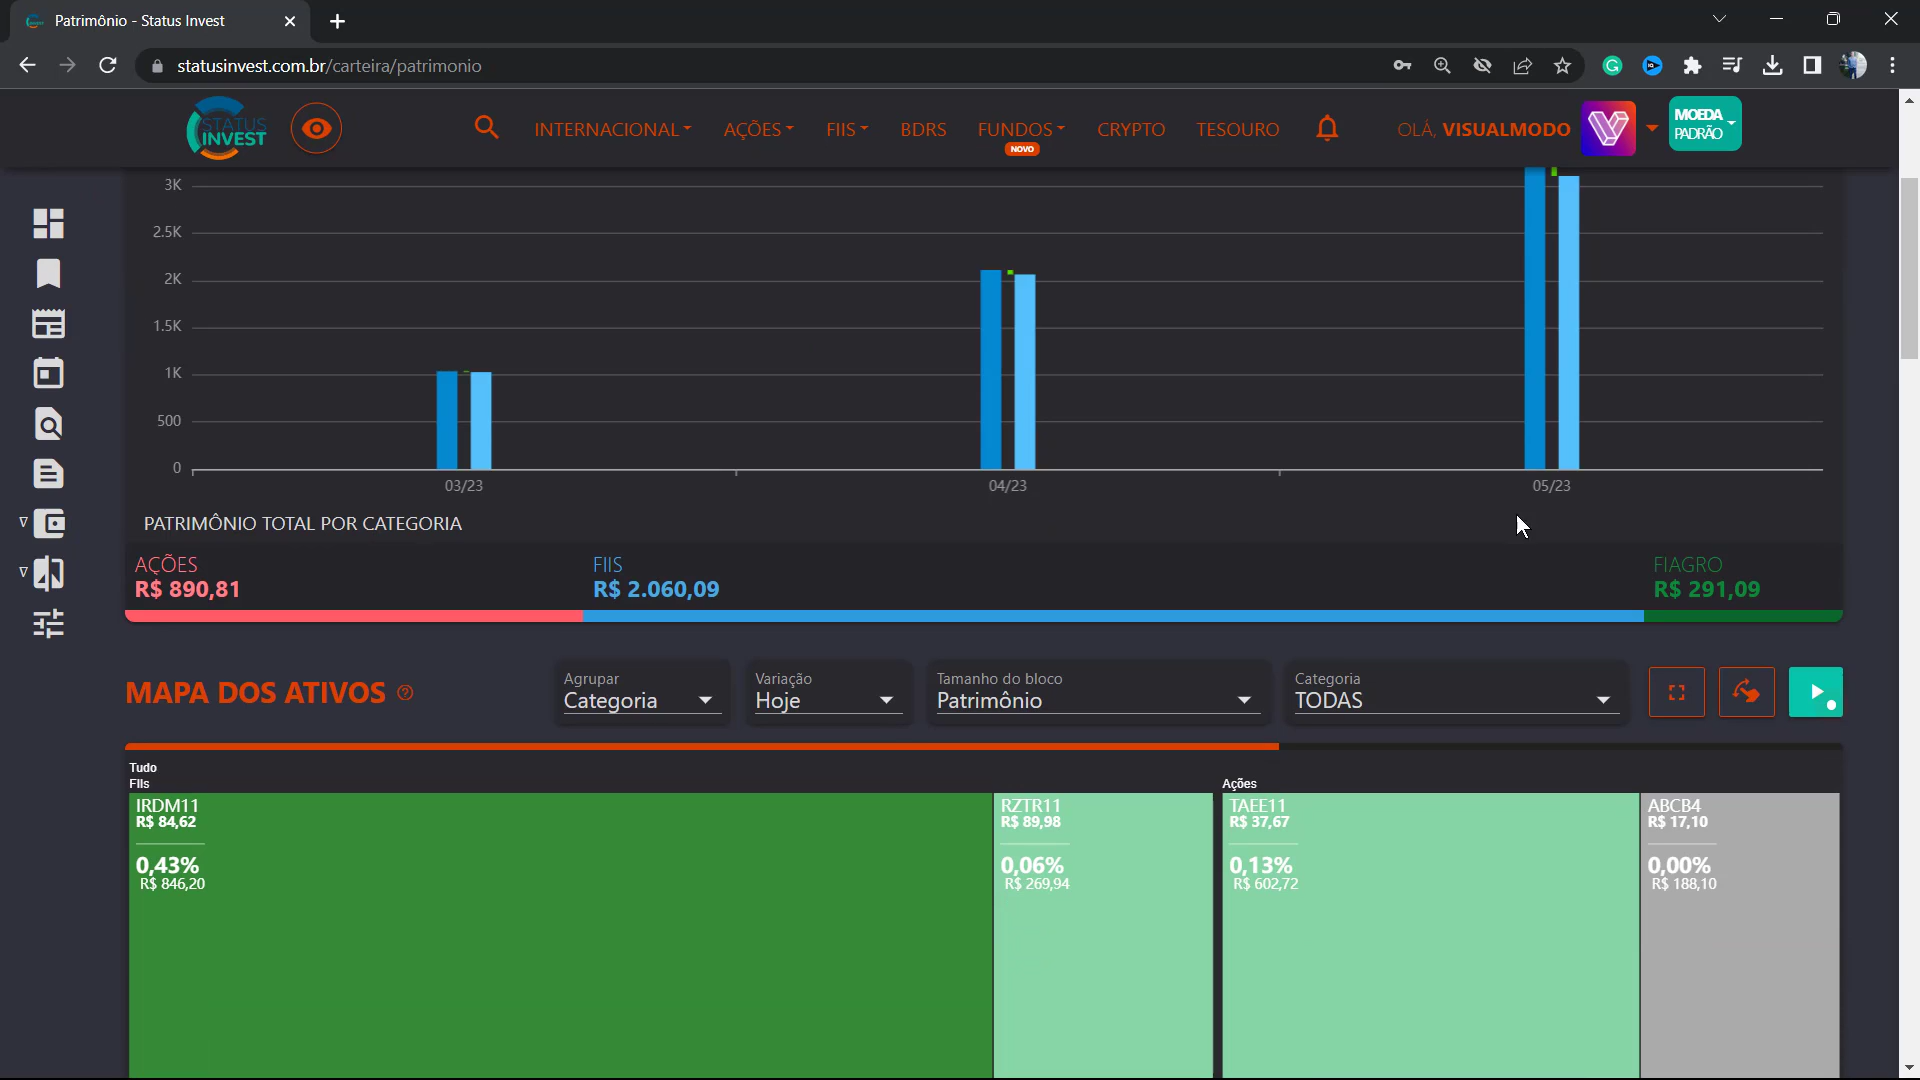 Patrimônio - Status Invest
statusinvest.com.br/carteira/patrimonio
STATUS
INVEST
INTERNACIONAL
AÇÕES
FIIS
BDRS
FUNDOS
NOVO
CRYPTO
TESOURO
OLÁ, VISUALMODO
MOEDA
PADRÃO
3K
2.5K
2K
1.5K
1K
500
0
03/23
04/23
05/23
PATRIMÔNIO TOTAL POR CATEGORIA
AÇÕES
R$ 890,81
FIIS
R$ 2.060,09
FIAGRO
R$ 291,09
MAPA DOS ATIVOS
Agrupar
Categoria
Variação
Hoje
Tamanho do bloco
Patrimônio
Categoria
TODAS
Tudo
FIIs
IRDM11
R$ 84,62
0,43%
R$ 846,20
RZTR11
R$ 89,98
0,06%
R$ 269,94
Ações
TAEE11
R$ 37,67
0,13%
R$ 602,72
ABCB4
R$ 17,10
0,00%
R$ 188,10